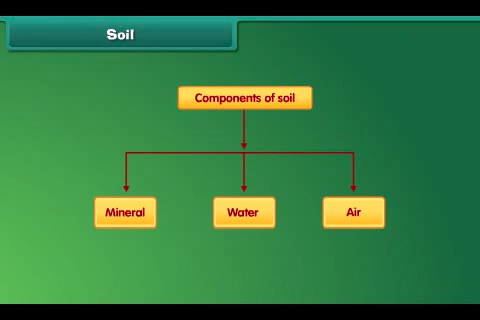 Soil
Components of soil
Mineral
Water
Air